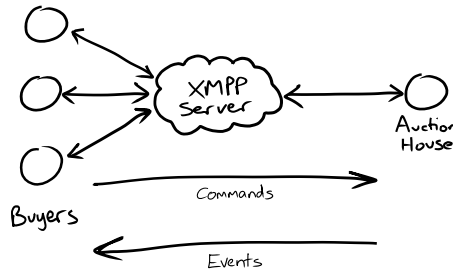 XMPP
Server
Auction
House
Commands
Buyers
Events